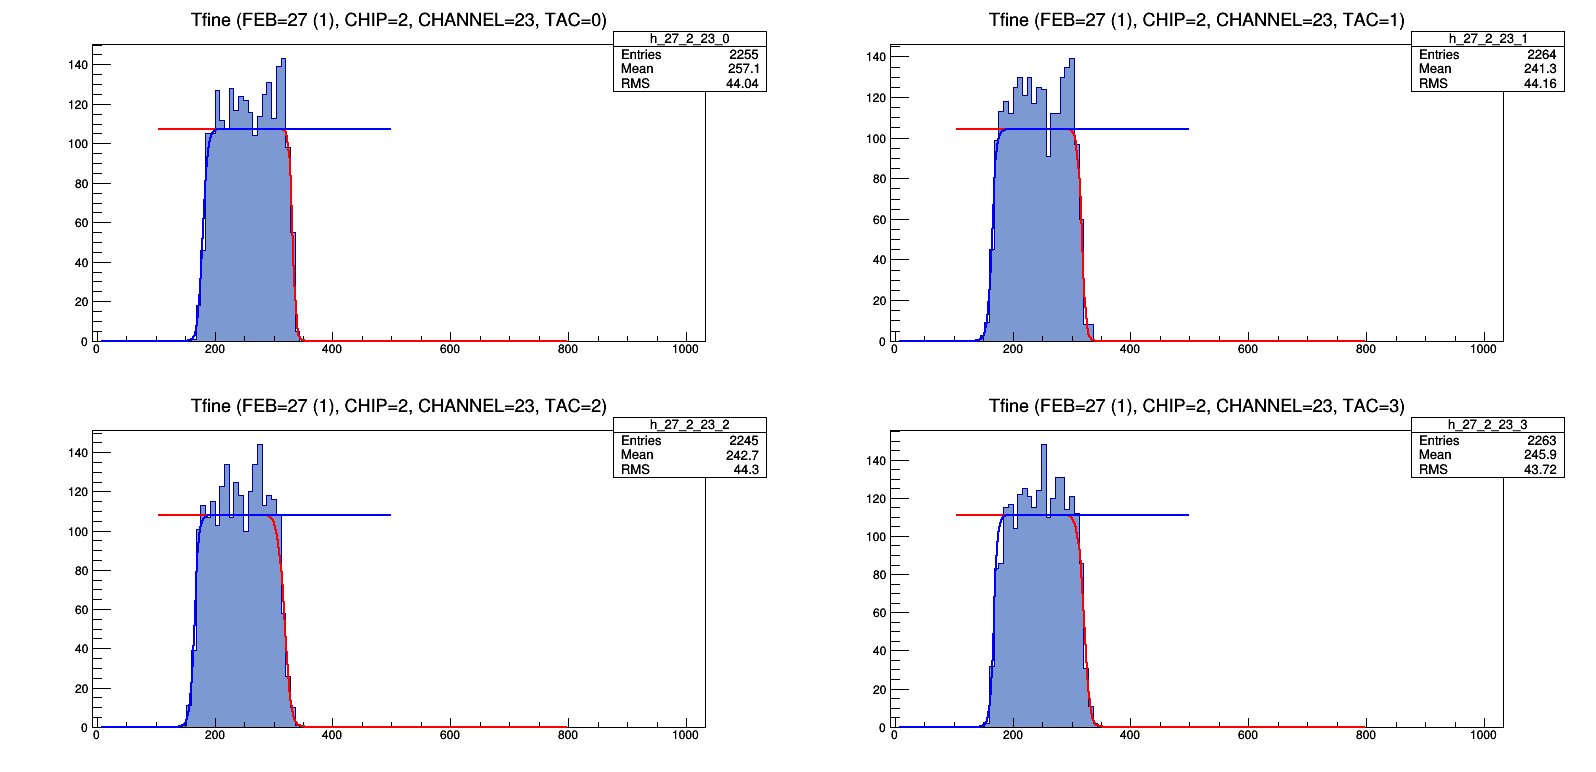 Tfine (FEB=27 (1), CHIP=2, CHANNEL=23, TAC=0)
h_27_2_23_0
Entries 2255
Mean 257.1
RMS 44.04
140
120
100
80
60
40
20
0
0 200 400 600 800 1000
Tfine (FEB=27 (1), CHIP=2, CHANNEL=23, TAC=1)
h_27_2_23_1
Entries 2264
Mean 241.3
RMS 44.16
140
120
100
80
60
40
20
0
0 200 400 600 800 1000
Tfine (FEB=27 (1), CHIP=2, CHANNEL=23, TAC=2)
h_27_2_23_2
Entries 2245
Mean 242.7
RMS 44.3
140
120
100
80
60
40
20
0
0 200 400 600 800 1000
Tfine (FEB=27 (1), CHIP=2, CHANNEL=23, TAC=3)
h_27_2_23_3
Entries 2263
Mean 245.9
RMS 43.72
140
120
100
80
60
40
20
0
0 200 400 600 800 1000